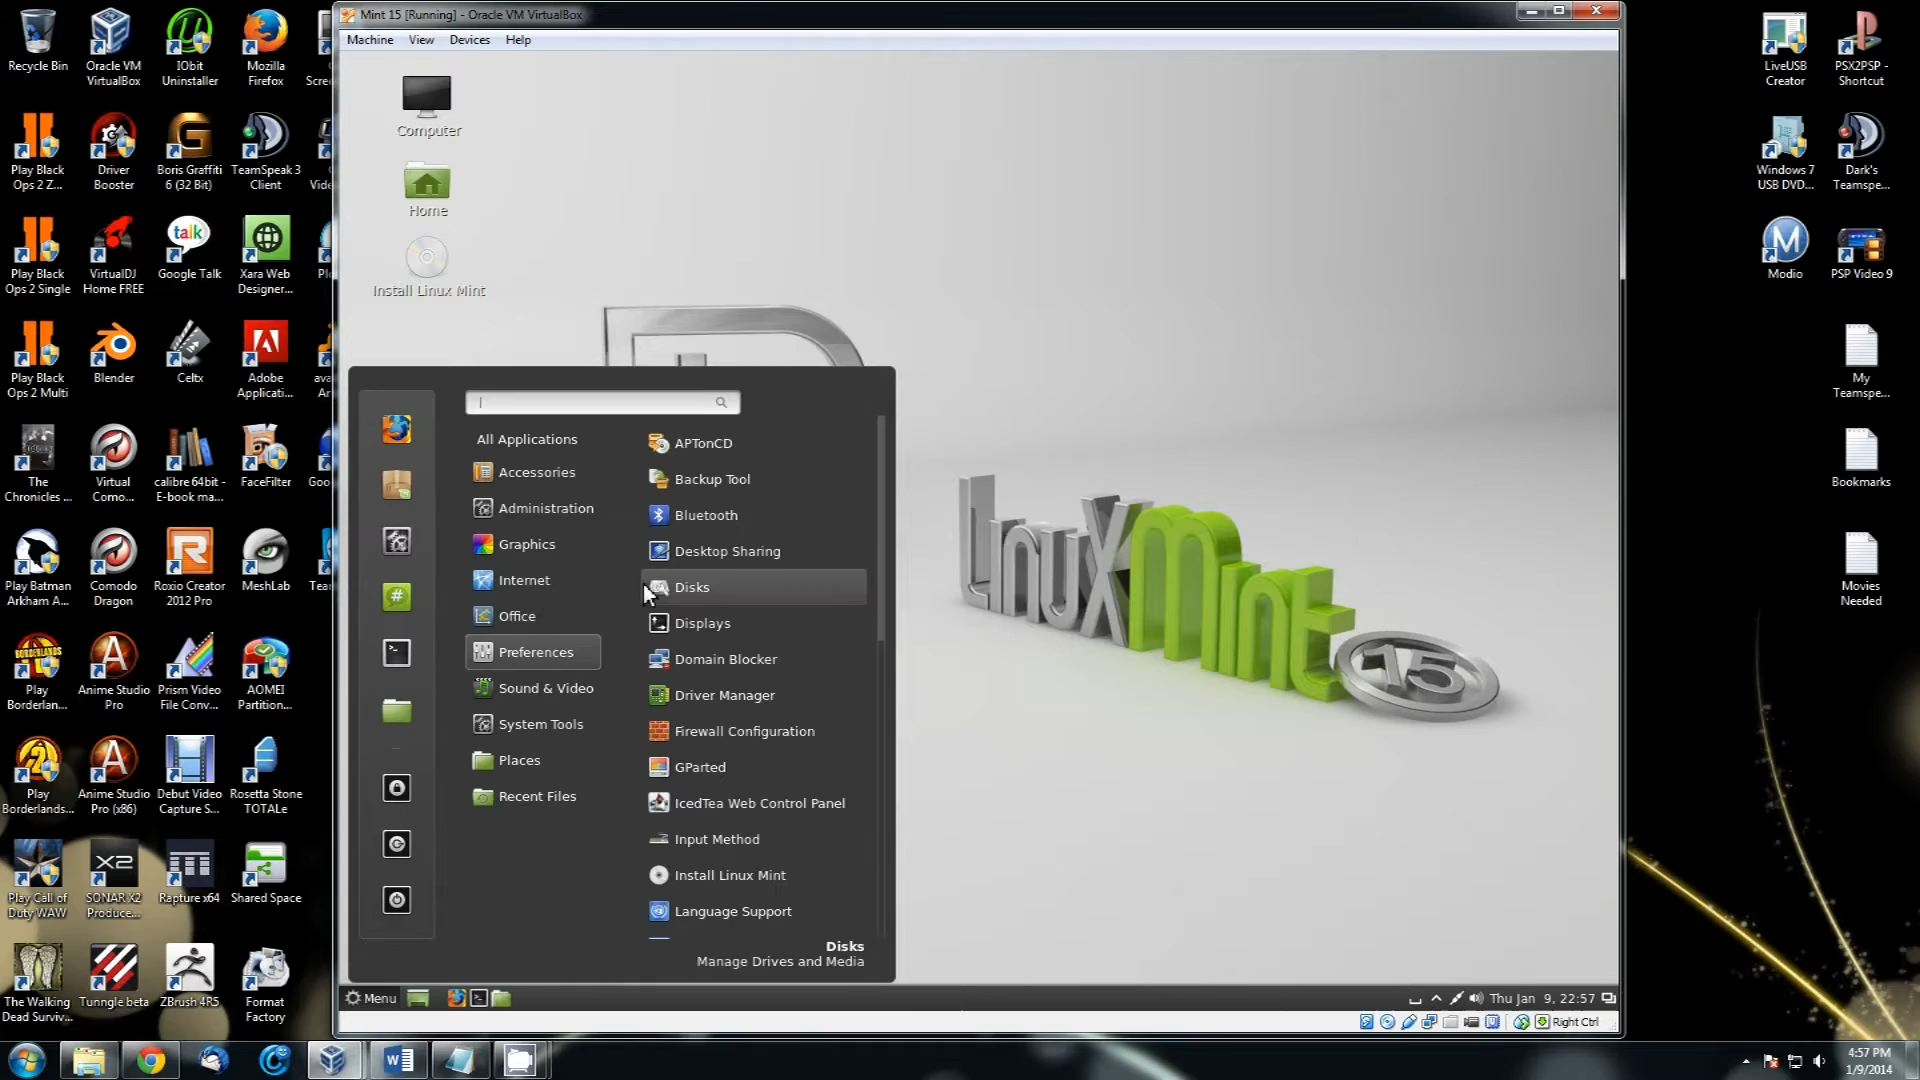 Mint 15 [Running] - Oracle VM VirtualBox
Machine View Devices Help
Recycle Bin
Oracle VM
VirtualBox
IObit
Uninstaller
Mozilla
Firefox
Play Black
Ops 2 Z...
Driver
Booster
Boris Graffiti
6 (32 Bit)
TeamSpeak 3
Client
Play Black
Ops 2 Single
VirtualDJ
Home FREE
talk
Google Talk
Xara Web
Designer...
Play Black
Ops 2 Multi
Blender
Celtx
Adobe
Applicati...
The
Chronicles ...
Virtual
Como...
calibre 64bit -
E-book ma...
FaceFilter
Play Batman
Arkham A...
Comodo
Dragon
Roxio Creator
2012 Pro
MeshLab
Play
Borderlan...
Anime Studio
Pro
Prism Video
File Conv...
AOMEI
Partition...
Play
Borderlands...
Anime Studio
Pro (x86)
Debut Video
Capture S...
Rosetta Stone
TOTALe
Play Call of
Duty WAW
X2
SONAR X2
Produce...
Rapture x64
Shared Space
The Walking
Dead Surviv...
Tunngle beta
ZBrush 4R5
Format
Factory
Computer
Home
Install Linux Mint
All Applications
Accessories
Administration
Graphics
Internet
Office
Preferences
Sound & Video
System Tools
Places
Recent Files
APTonCD
Backup Tool
Bluetooth
Desktop Sharing
Disks
Displays
Domain Blocker
Driver Manager
Firewall Configuration
GParted
IcedTea Web Control Panel
Input Method
Install Linux Mint
Language Support
Disks
Manage Drives and Media
LinuxMint 15
Menu
Thu Jan 9, 22:57
Right Ctrl
LiveUSB
Creator
PSX2PSP -
Shortcut
Windows 7
USB DVD...
Dark's
Teamspe...
Modio
PSP Video 9
My
Teamspe...
Bookmarks
Movies
Needed
4:57 PM
1/9/2014